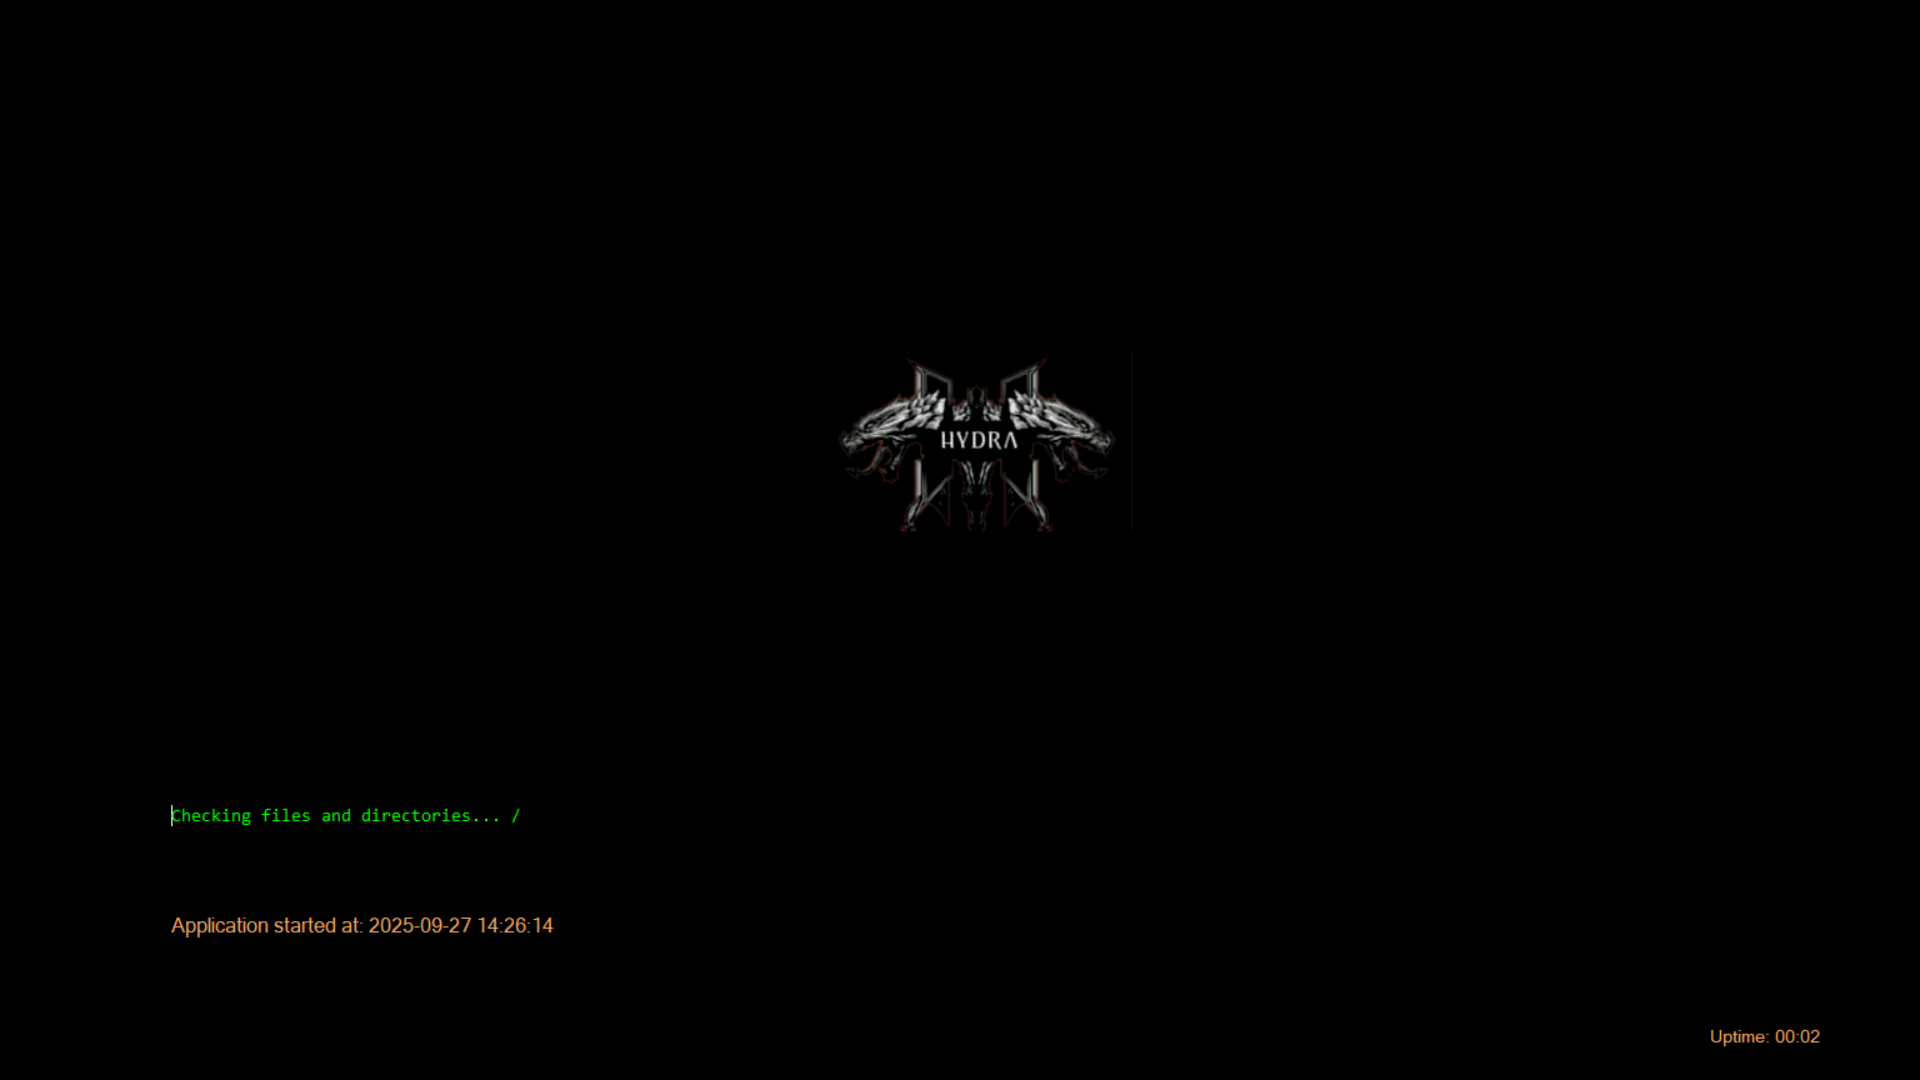 HYDRA
Checking files and directories... /
Application started at: 2025-09-27 14:26:14
Uptime: 00:02